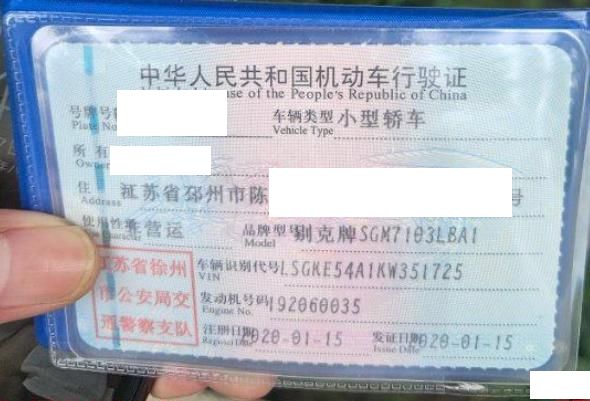 中华人民共和国机动车行驶证
use of the People's Republic of China
号牌号
Plate No
车辆类型 小型轿车
Vehicle Type
所有
Owner
住 江苏省邳州市陈 号
Address
使用性 非营运
Use Character
品牌型号 别克牌SGM7103LBA1
Model
江苏省徐州
市公安局交
通警察支队
车辆识别代号 LSGKE54A1KW351725
VIN
发动机号码 192060035
Engine No.
注册日期 2020-01-15
Register Date
发证日期 2020-01-15
Issue Date